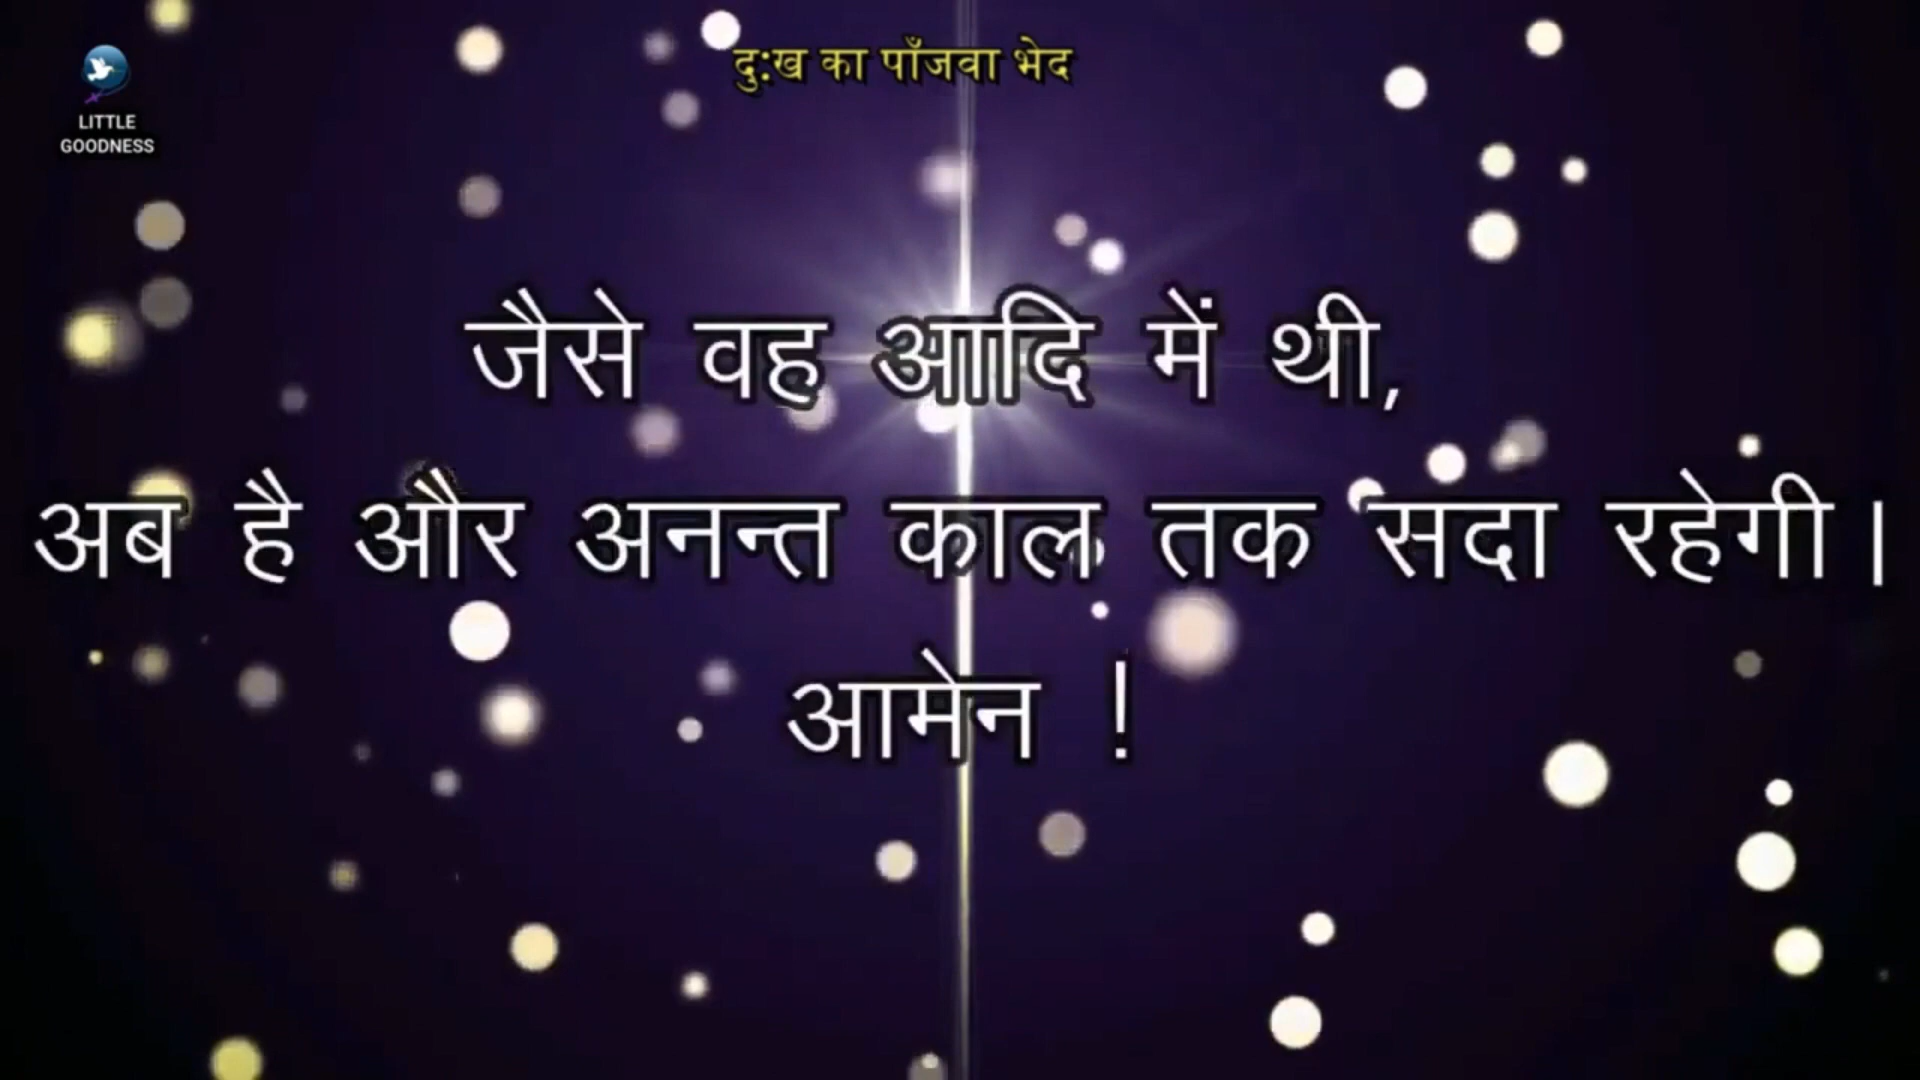 दु:ख का पाँजवा भेद
LITTLE
GOODNESS
जैसे वह आदि में थी,
अब है और अनन्त काल तक सदा रहेगी।
आमेन !